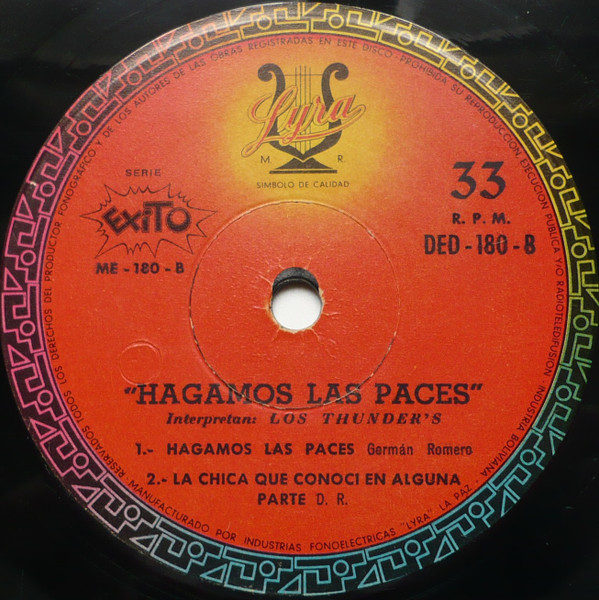 RESERVADOS TODOS LOS DERECHOS DEL PRODUCTOR FONOGRAFICO Y DE LOS AUTORES DE LAS OBRAS REGISTRADAS EN ESTE DISCO - PROHIBIDA SU REPRODUCCION, EJECUCION PUBLICA Y/O RADIOTELEDIFUSION, INDUSTRIA BOLIVIANA
Lyra
M. R.
SIMBOLO DE CALIDAD
SERIE
EXITO
ME - 180 - B
33
R. P. M.
DED - 180 - B
"HAGAMOS LAS PACES"
Interpretan: LOS THUNDER'S
1.- HAGAMOS LAS PACES Germán Romero
2.- LA CHICA QUE CONOCI EN ALGUNA
PARTE D. R.
MANUFACTURADO POR INDUSTRIAS FONOELECTRICAS "LYRA" LA PAZ -